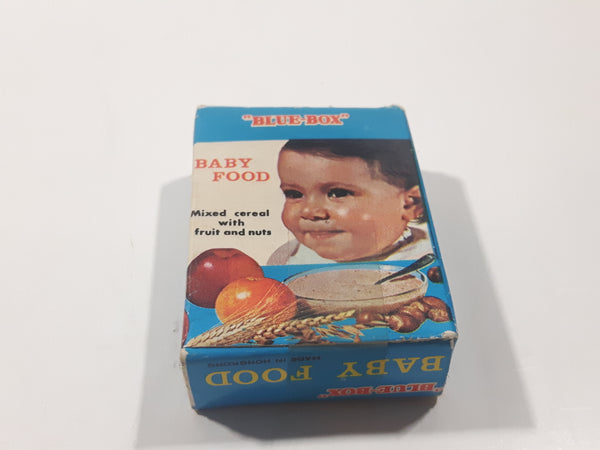 "BLUE-BOX"
BABY
FOOD
Mixed cereal
with
fruit and nuts
"BLUE-BOX"
BABY FOOD
MADE IN HONGKONG